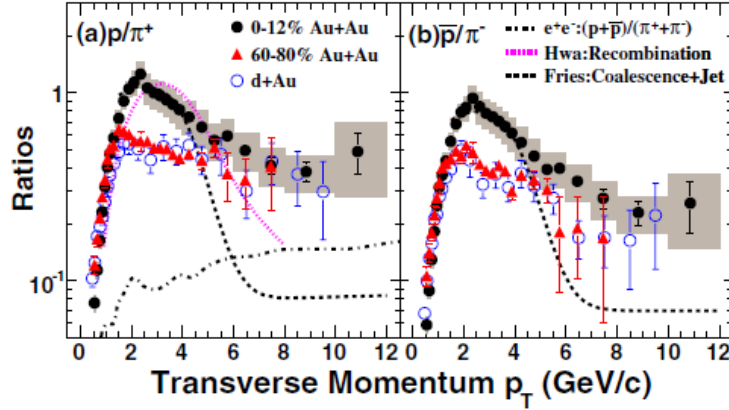 (a)p/π⁺
0-12% Au+Au
60-80% Au+Au
d+Au
(b)p̅/π⁻
e⁺e⁻:(p+p̅)/(π⁺+π⁻)
Hwa:Recombination
Fries:Coalescence+Jet
Ratios
1
10⁻¹
0 2 4 6 8 10 12 0 2 4 6 8 10 12
Transverse Momentum p_T (GeV/c)